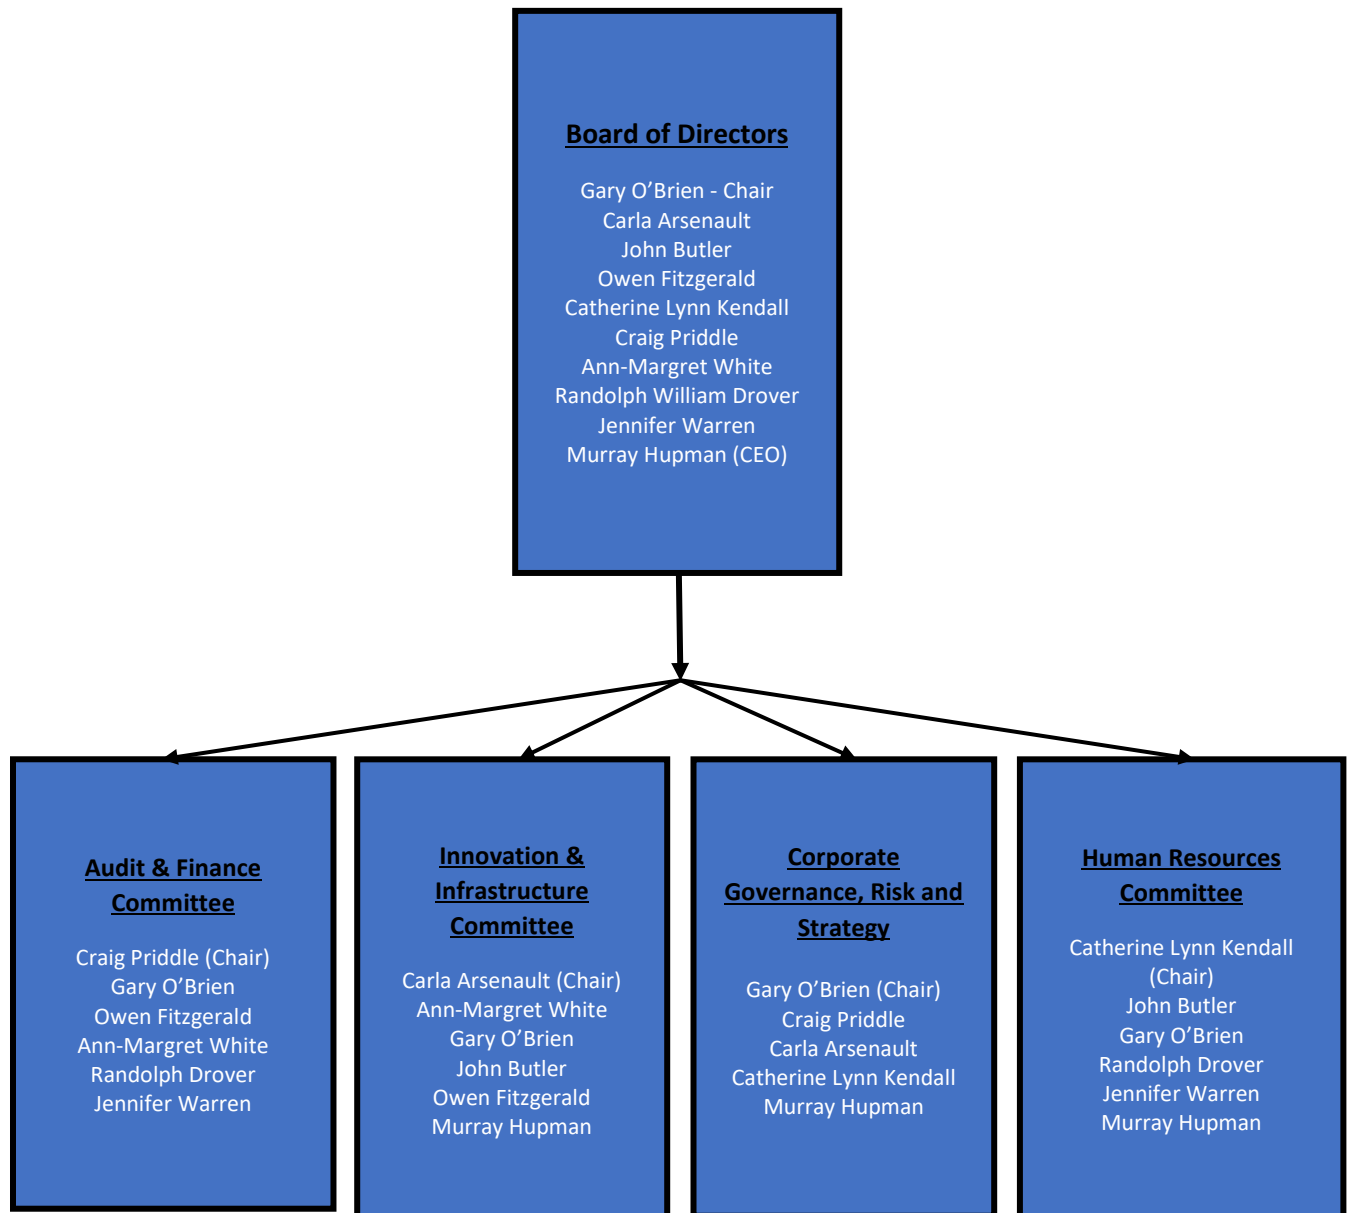 Board of Directors
Gary O’Brien - Chair
Carla Arsenault
John Butler
Owen Fitzgerald
Catherine Lynn Kendall
Craig Priddle
Ann-Margret White
Randolph William Drover
Jennifer Warren
Murray Hupman (CEO)
Audit & Finance
Committee
Craig Priddle (Chair)
Gary O’Brien
Owen Fitzgerald
Ann-Margret White
Randolph Drover
Jennifer Warren
Innovation &
Infrastructure
Committee
Carla Arsenault (Chair)
Ann-Margret White
Gary O’Brien
John Butler
Owen Fitzgerald
Murray Hupman
Corporate
Governance, Risk and
Strategy
Gary O’Brien (Chair)
Craig Priddle
Carla Arsenault
Catherine Lynn Kendall
Murray Hupman
Human Resources
Committee
Catherine Lynn Kendall
(Chair)
John Butler
Gary O’Brien
Randolph Drover
Jennifer Warren
Murray Hupman